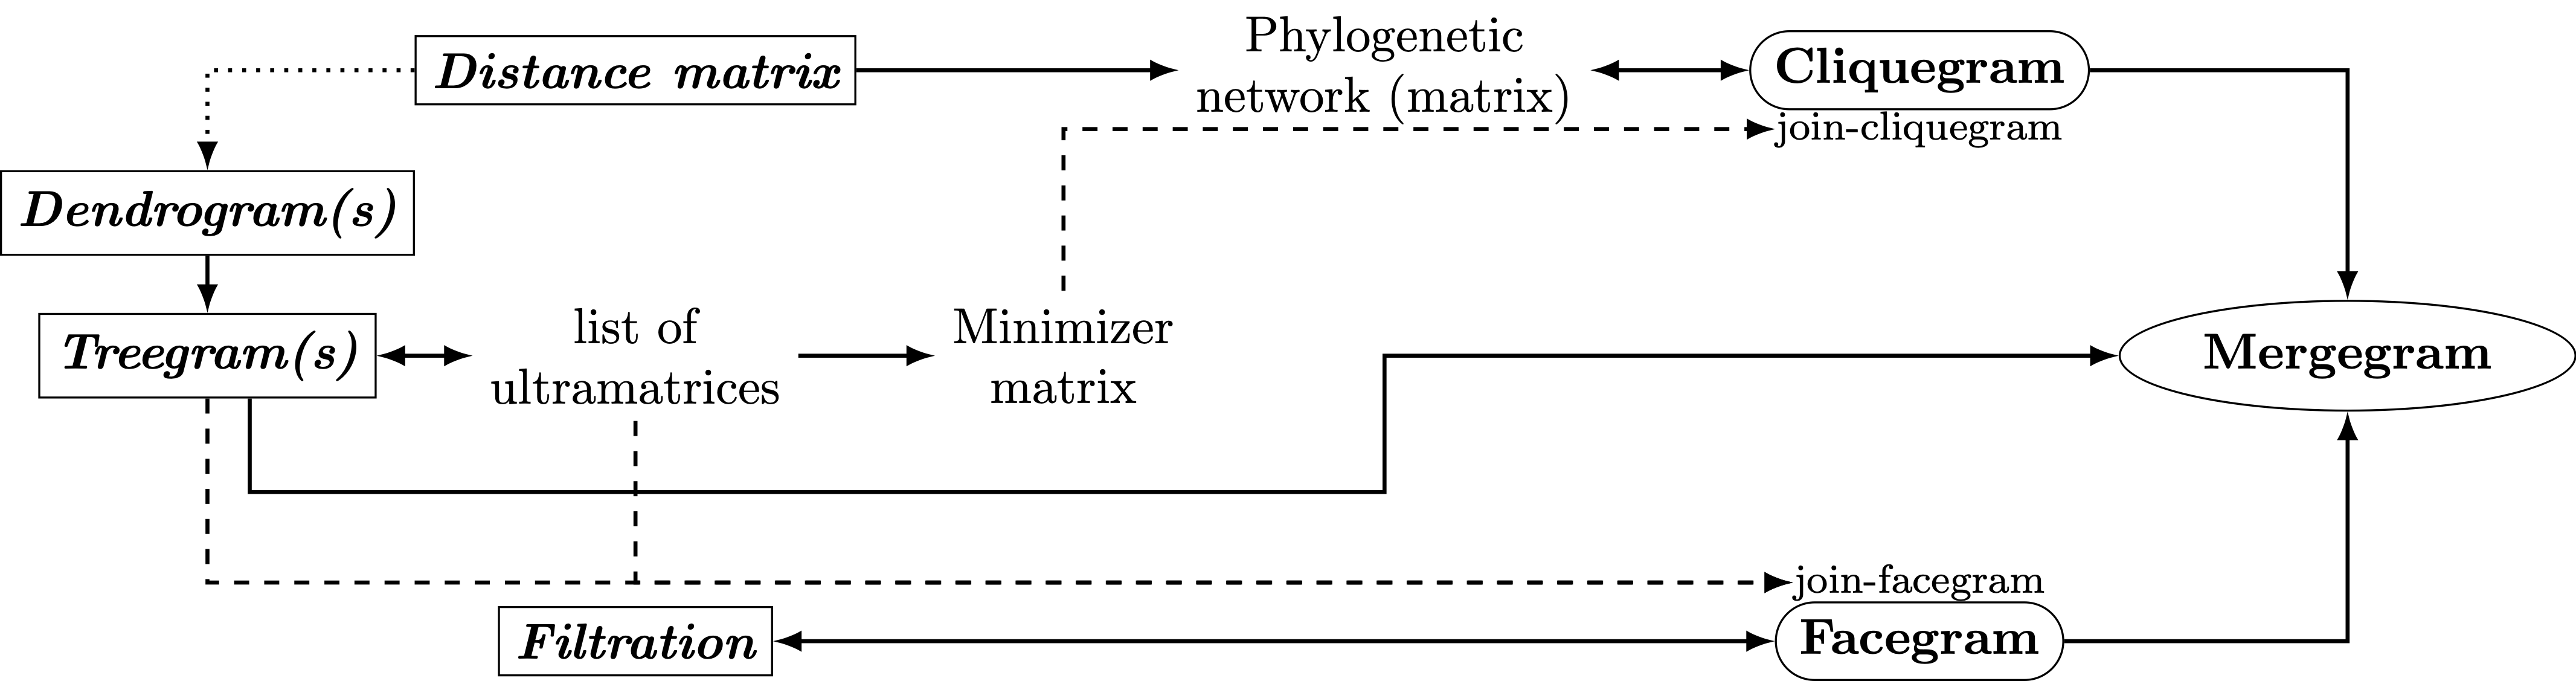 Distance matrix
Phylogenetic
network (matrix)
Cliquegram
join-cliquegram
Dendrogram(s)
Treegram(s)
list of
ultramatrices
Minimizer
matrix
Mergegram
join-facegram
Filtration
Facegram